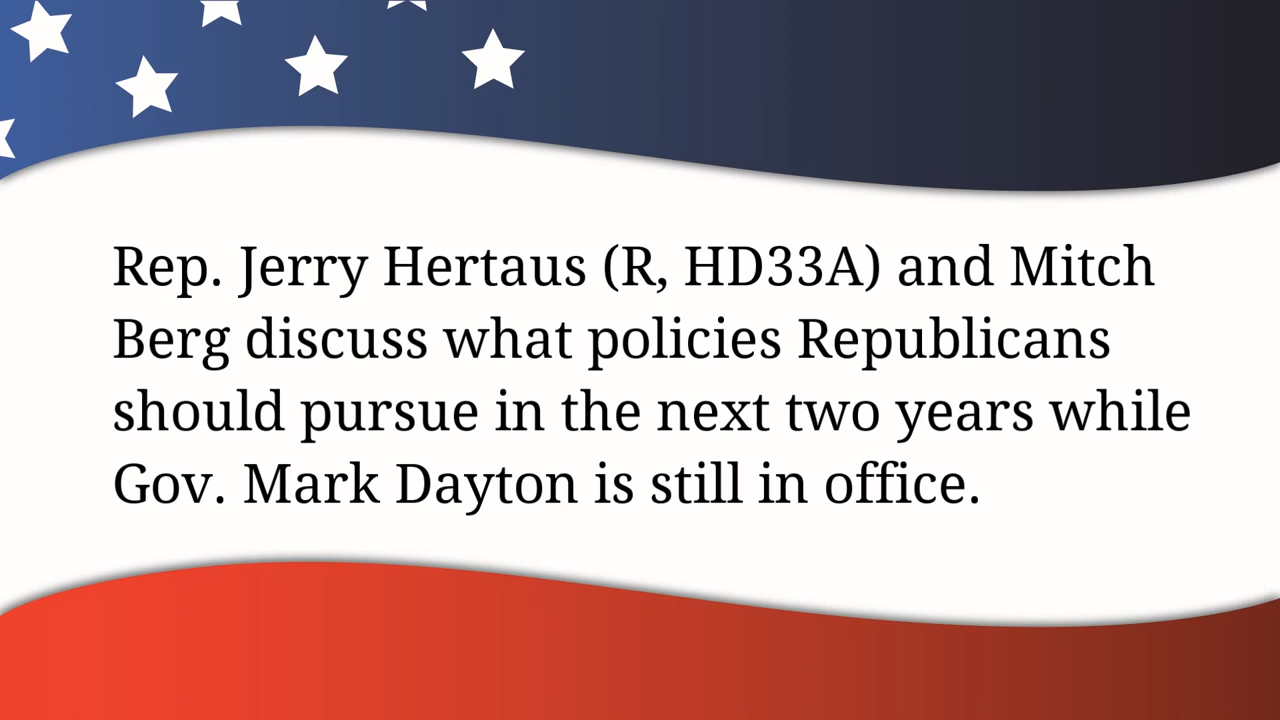 Rep. Jerry Hertaus (R, HD33A) and Mitch
Berg discuss what policies Republicans
should pursue in the next two years while
Gov. Mark Dayton is still in office.